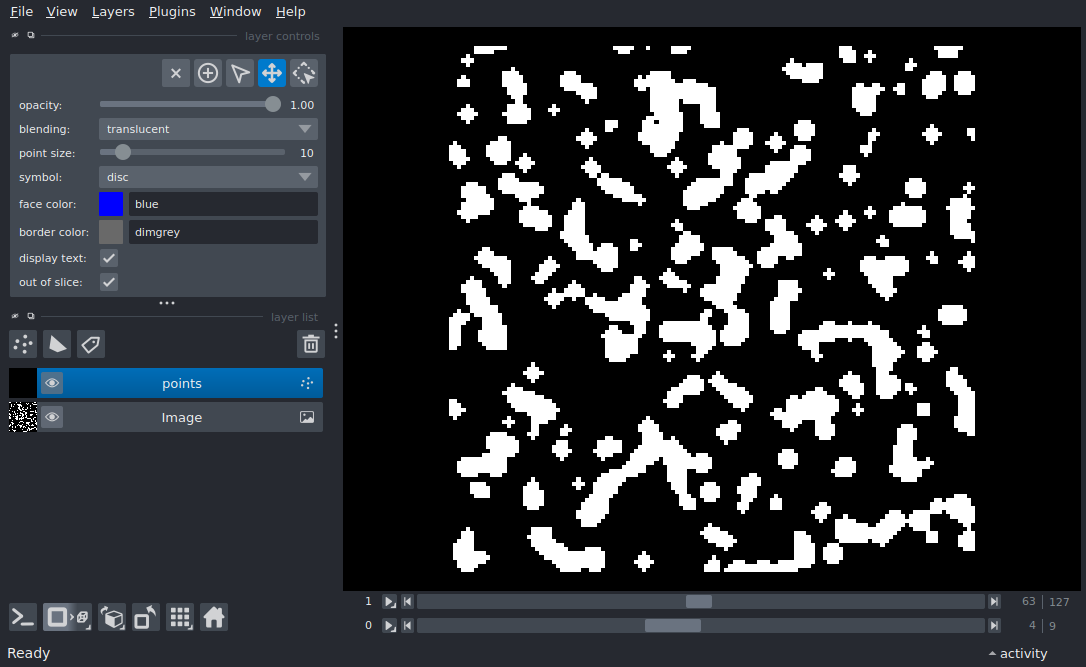 File View Layers Plugins Window Help
layer controls
opacity: 1.00
blending: translucent
point size: 10
symbol: disc
face color: blue
border color: dimgrey
display text:
out of slice:
layer list
points
Image
1 63 127
0 4 9
Ready
activity